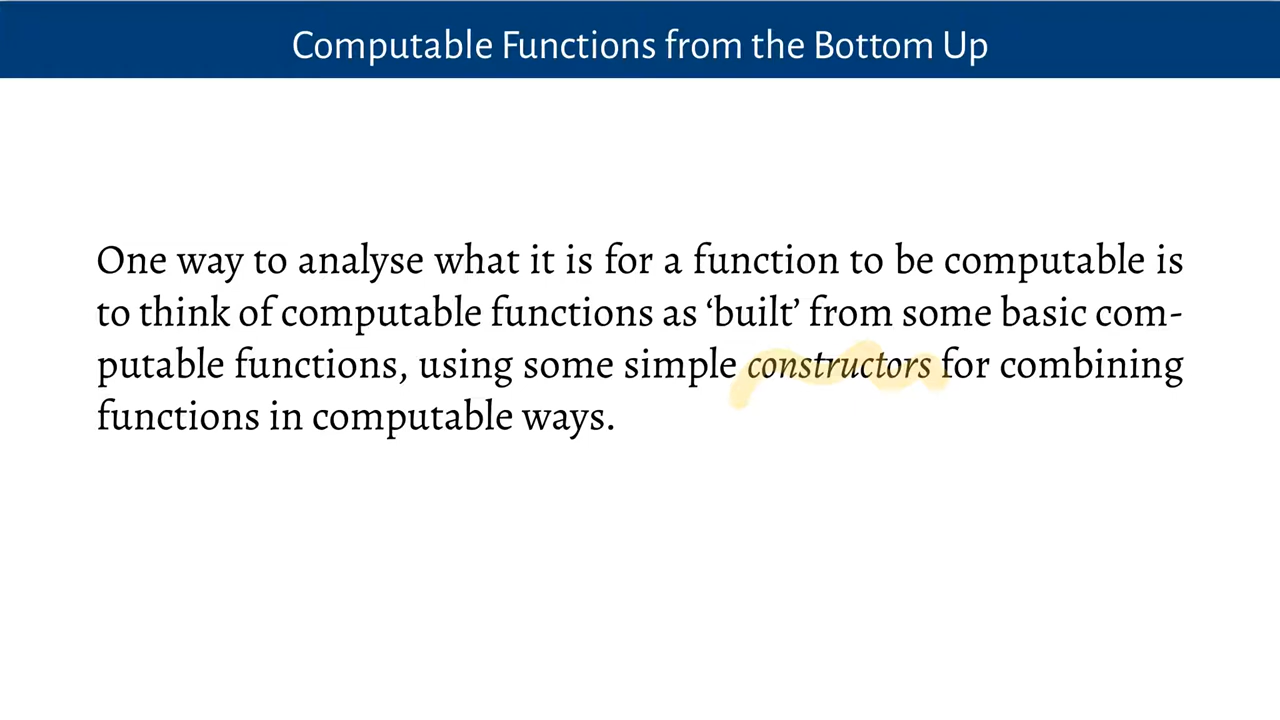 Computable Functions from the Bottom Up
One way to analyse what it is for a function to be computable is
to think of computable functions as ‘built’ from some basic com-
putable functions, using some simple constructors for combining
functions in computable ways.